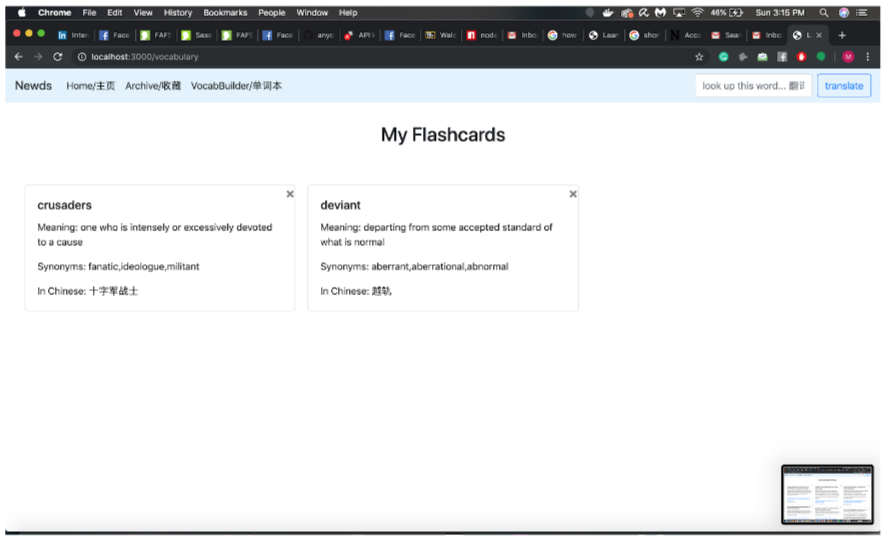 Chrome File Edit View History Bookmarks People Window Help 46% Sun 3:15 PM
Inter Face FAFS Sess FAFS Face anyc API k Face Welc node Inbo how Lear shor Acco Sear Inbo L
localhost:3000/vocabulary M
Newds Home/主页 Archive/收藏 VocabBuilder/单词本 look up this word... 翻译 translate
My Flashcards
crusaders
Meaning: one who is intensely or excessively devoted
to a cause
Synonyms: fanatic,ideologue,militant
In Chinese: 十字军战士
deviant
Meaning: departing from some accepted standard of
what is normal
Synonyms: aberrant,aberrational,abnormal
In Chinese: 越轨